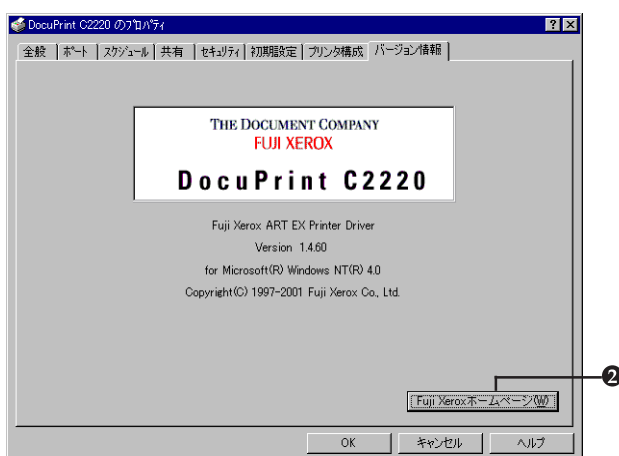 DocuPrint C2220 のプロパティ
全般 ポート スケジュール 共有 セキュリティ 初期設定 プリンタ構成 バージョン情報
THE DOCUMENT COMPANY
FUJI XEROX
DocuPrint C2220
Fuji Xerox ART EX Printer Driver
Version 1.4.60
for Microsoft(R) Windows NT(R) 4.0
Copyright(C) 1997-2001 Fuji Xerox Co., Ltd.
❷
Fuji Xeroxホームページ(W)
OK キャンセル ヘルプ